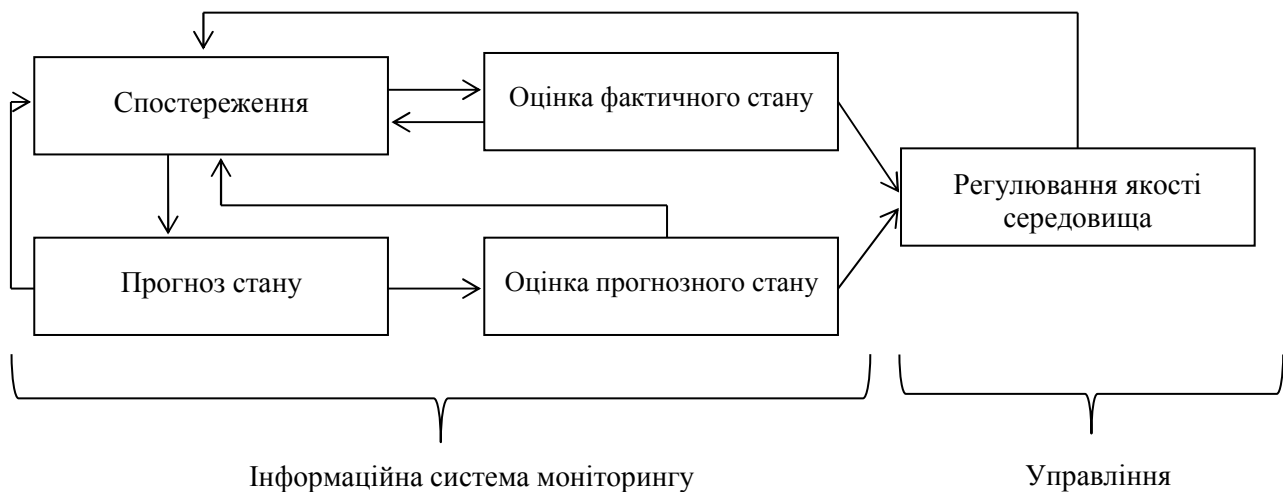 Спостереження
Оцінка фактичного стану
Регулювання якості
середовища
Прогноз стану
Оцінка прогнозного стану
Інформаційна система моніторингу
Управління